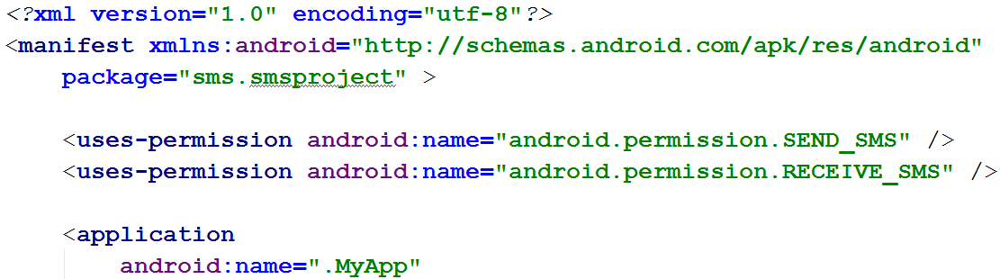 <?xml version="1.0" encoding="utf-8"?>
<manifest xmlns:android="http://schemas.android.com/apk/res/android"
    package="sms.smsproject" >

    <uses-permission android:name="android.permission.SEND_SMS" />
    <uses-permission android:name="android.permission.RECEIVE_SMS" />

    <application
        android:name=".MyApp"